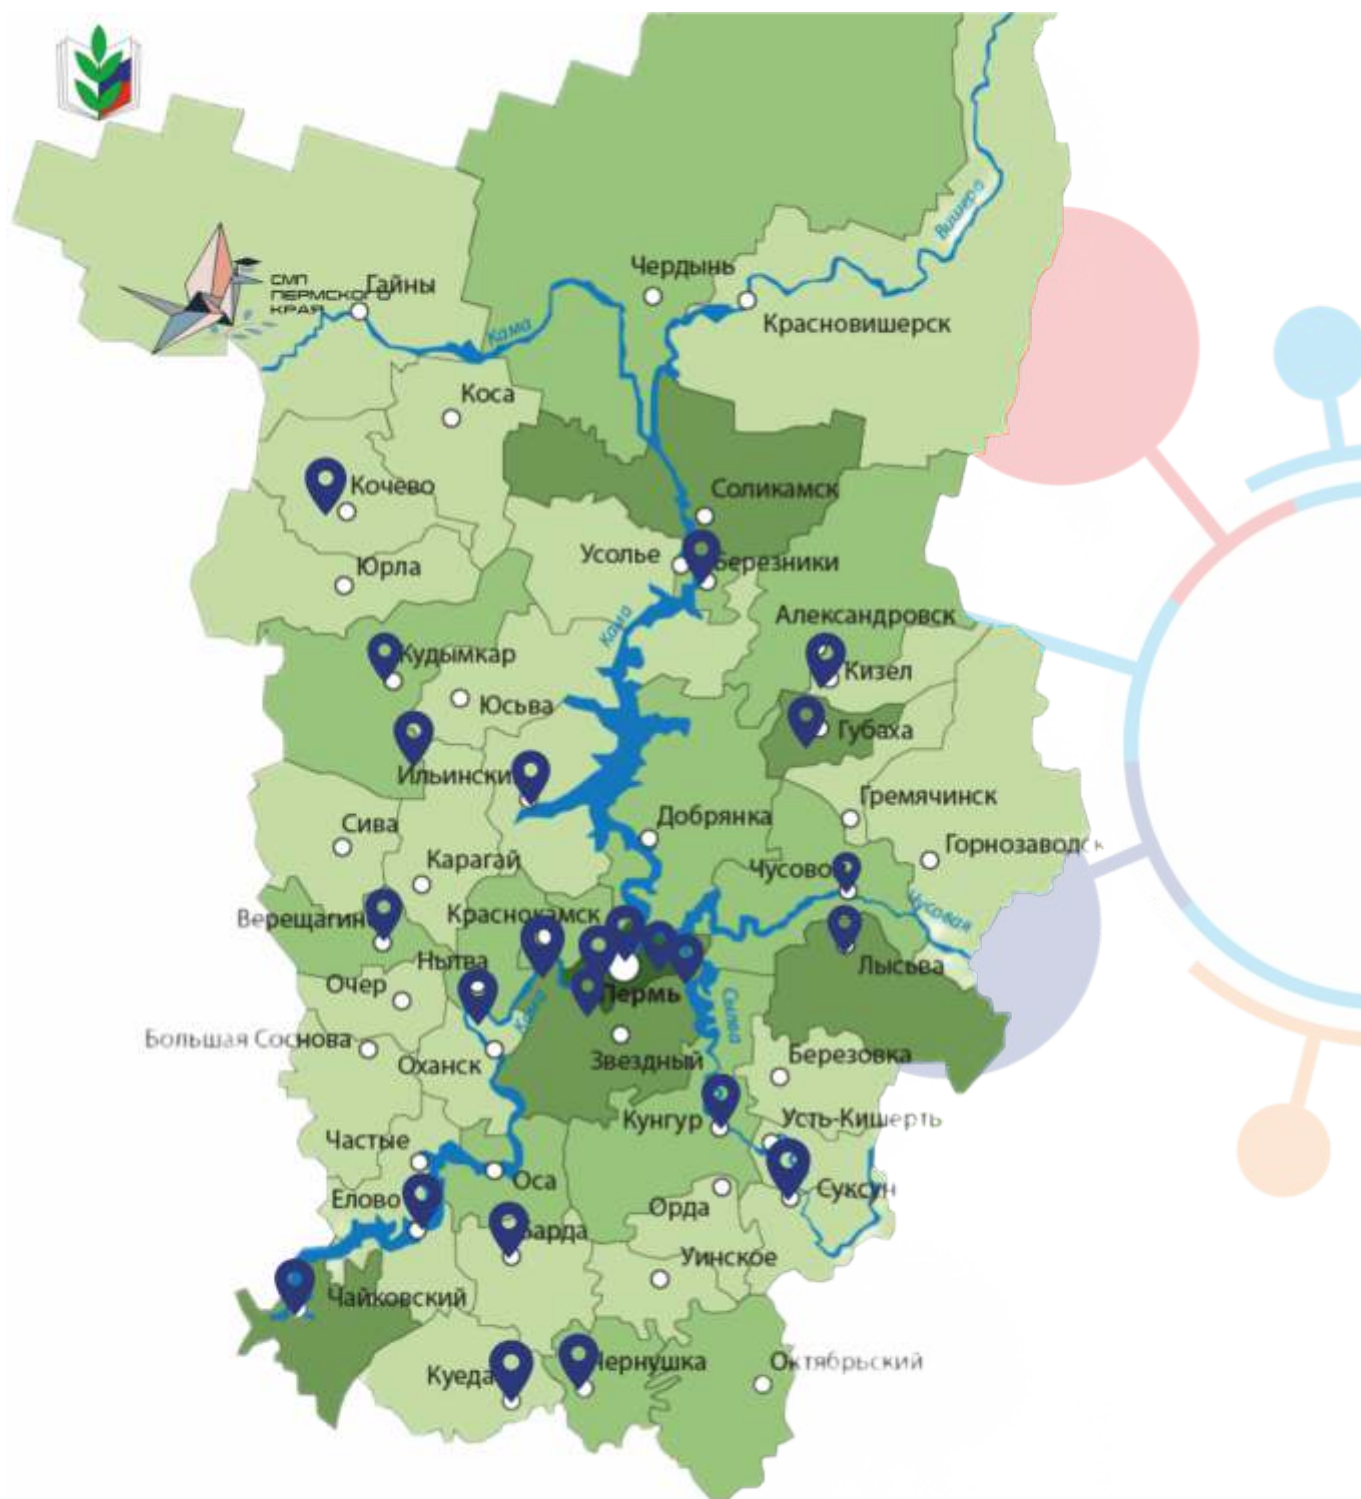 Вишера
Чердынь
СМП
ПЕРМСКОГО
КРАЯ
Гайны
Красновишерск
Кама
Коса
Кочево
Соликамск
Усолье
Березники
Юрла
Кама
Александровск
Кудымкар
Кизел
Юсьва
Губаха
Ильински
Гремячинск
Добрянка
Сива
Горнозаводск
Карагай
Чусово
Краснокамск
Чусовая
Верещагино
Нытва
Лысьва
Очер
Пермь
Кама
Сылва
Большая Соснова
Звездный
Березовка
Оханск
Кунгур
Усть-Кишерть
Частые
Оса
Суксун
Елово
Орда
Барда
Уинское
Чайковский
Куеда
Чернушка
Октябрьский